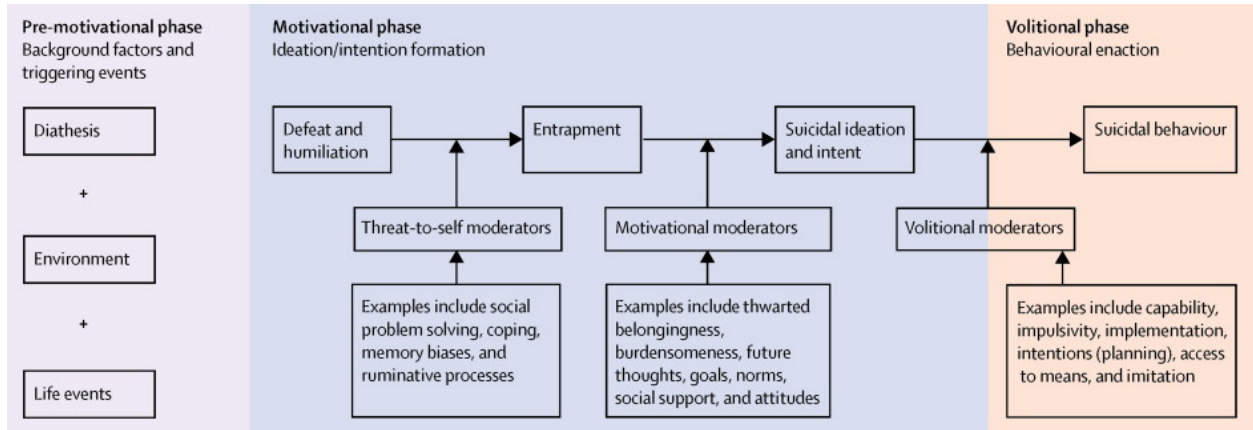 Pre-motivational phase
Background factors and
triggering events
Diathesis
+
Environment
+
Life events
Motivational phase
Ideation/intention formation
Defeat and
humiliation
Entrapment
Suicidal ideation
and intent
Threat-to-self moderators
Motivational moderators
Volitional moderators
Examples include social
problem solving, coping,
memory biases, and
ruminative processes
Examples include thwarted
belongingness,
burdensomeness, future
thoughts, goals, norms,
social support, and attitudes
Volitional phase
Behavioural enaction
Suicidal behaviour
Examples include capability,
impulsivity, implementation,
intentions (planning), access
to means, and imitation